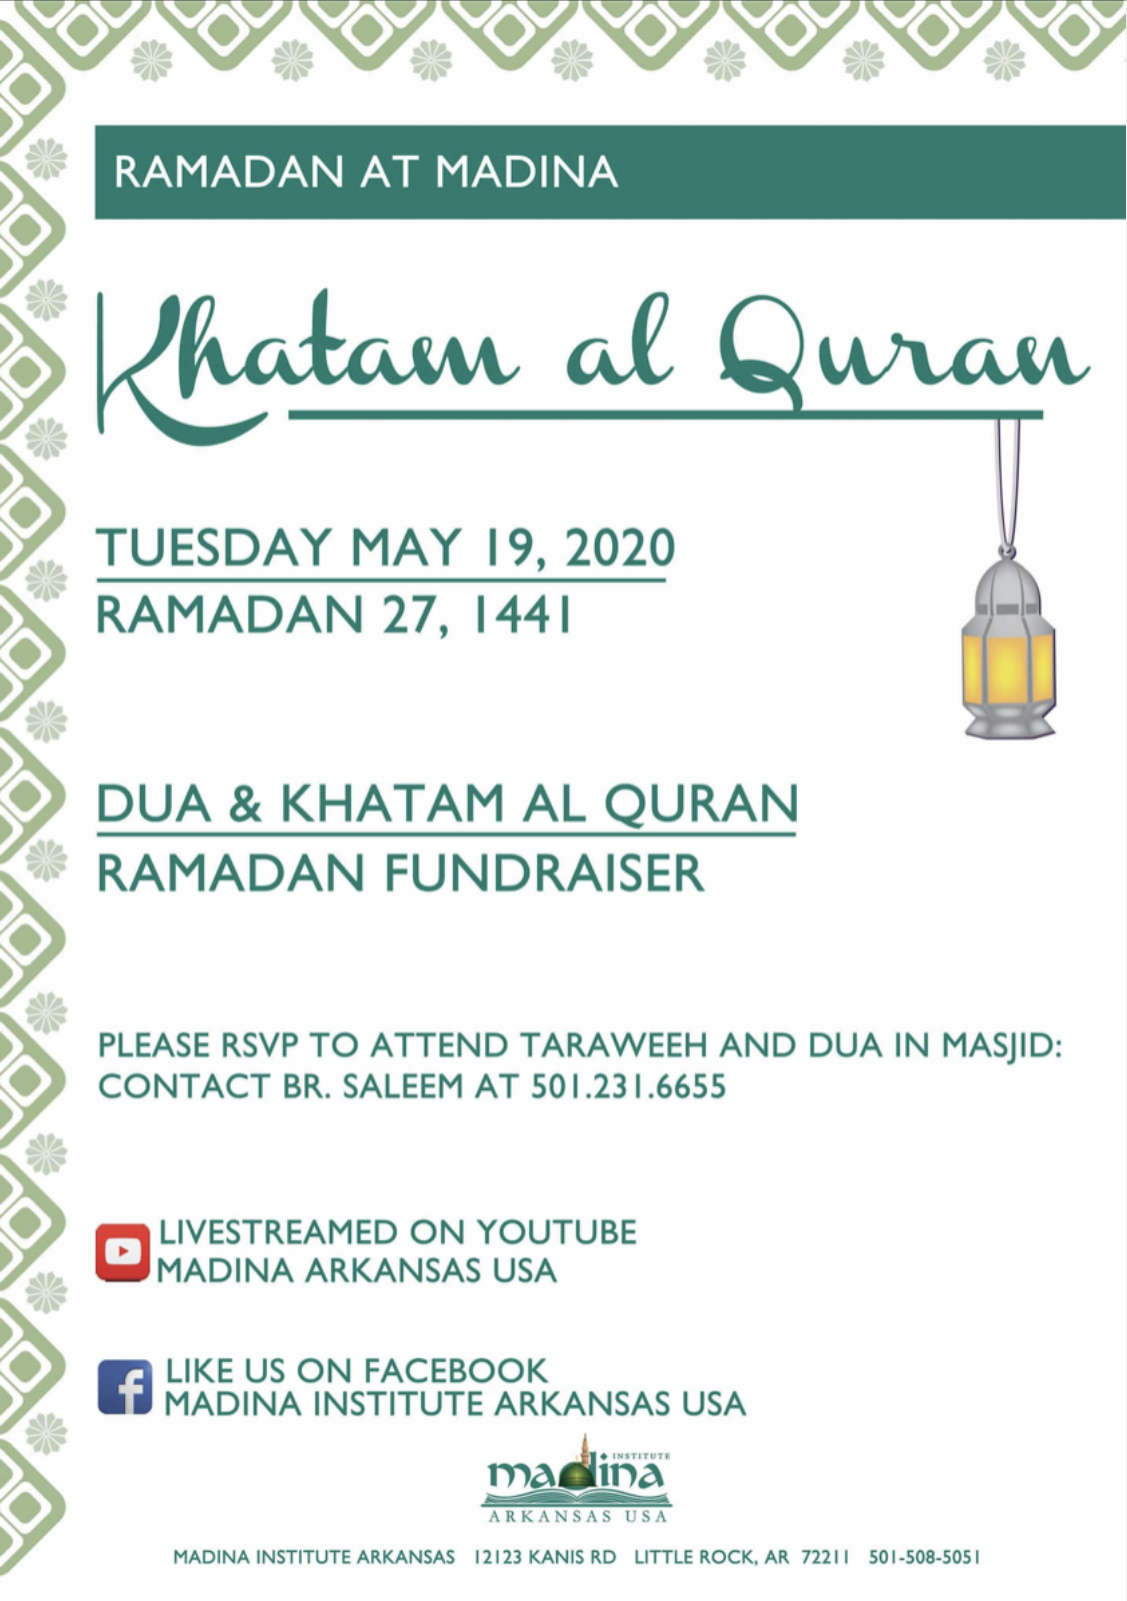 RAMADAN AT MADINA
Khatam al Quran
TUESDAY MAY 19, 2020
RAMADAN 27, 1441
DUA & KHATAM AL QURAN
RAMADAN FUNDRAISER
PLEASE RSVP TO ATTEND TARAWEEH AND DUA IN MASJID:
CONTACT BR. SALEEM AT 501.231.6655
LIVESTREAMED ON YOUTUBE
MADINA ARKANSAS USA
LIKE US ON FACEBOOK
MADINA INSTITUTE ARKANSAS USA
INSTITUTE
madina
ARKANSAS USA
MADINA INSTITUTE ARKANSAS 12123 KANIS RD LITTLE ROCK, AR 72211 501-508-5051